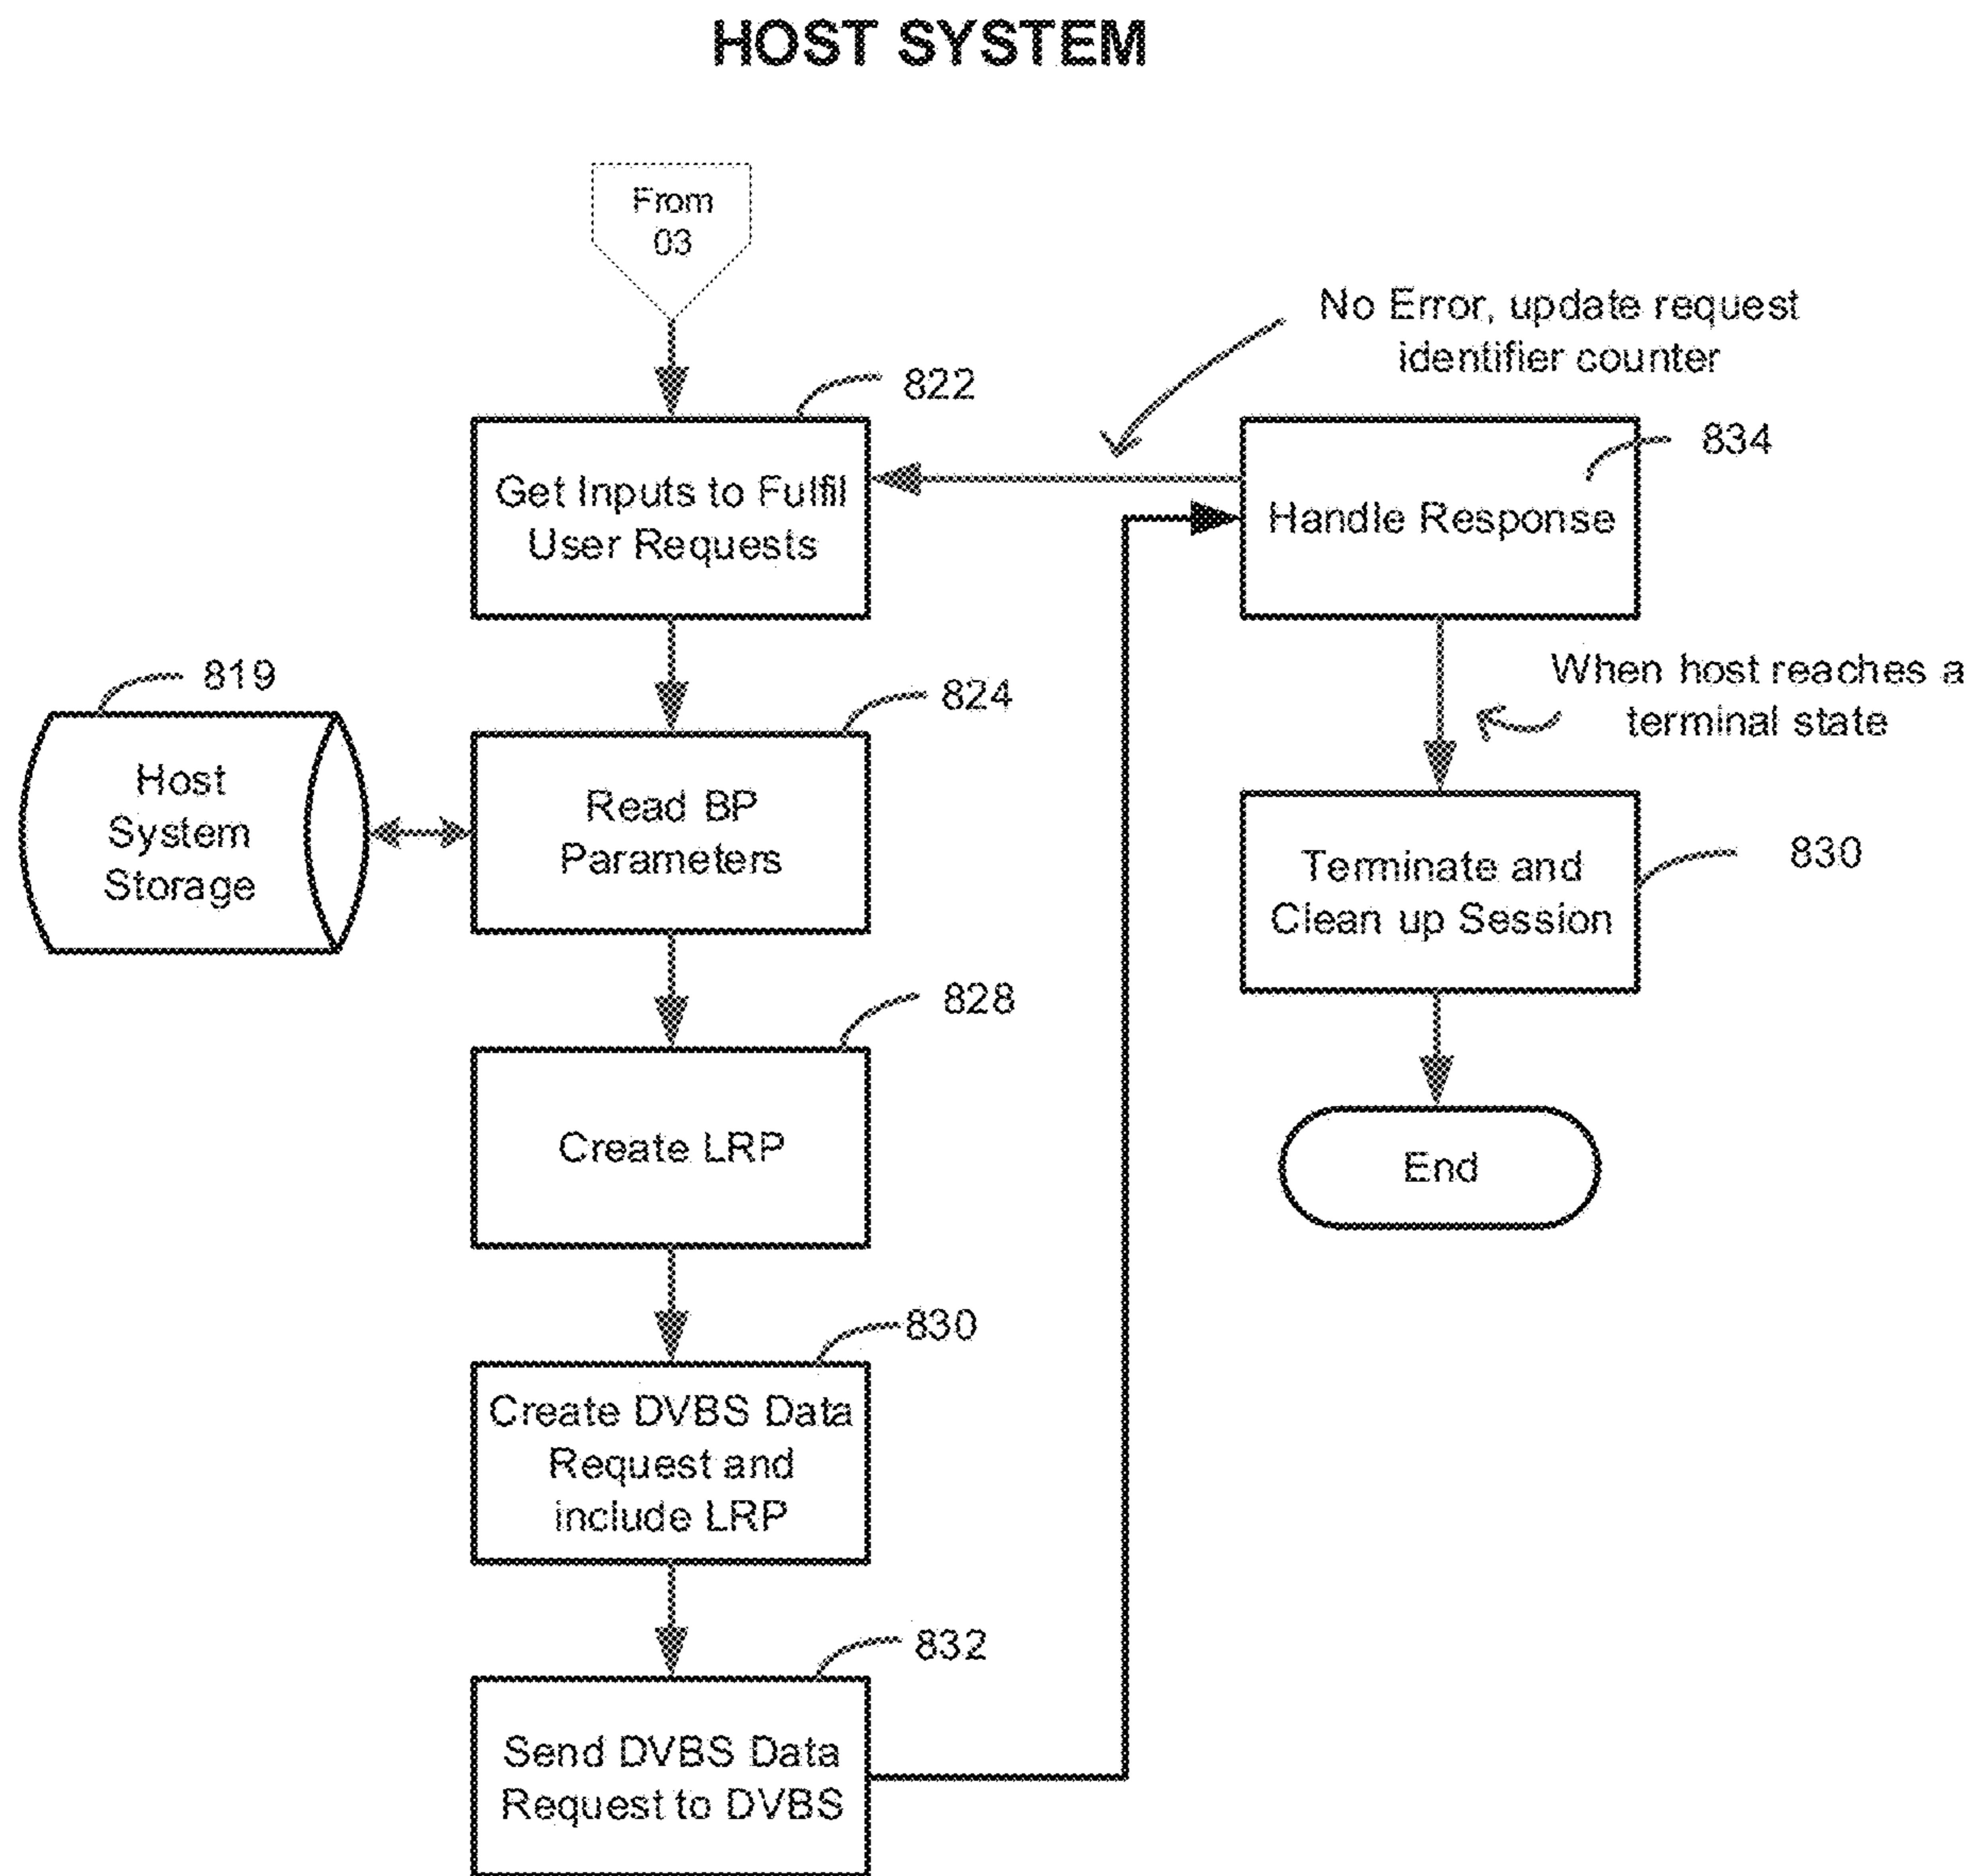 HOST SYSTEM
From
03
No Error, update request
identifier counter
822
Get Inputs to Fulfil
User Requests
834
Handle Response
819
Host
System
Storage
824
Read BP
Parameters
When host reaches a
terminal state
830
Terminate and
Clean up Session
828
Create LRP
End
830
Create DVBS Data
Request and
include LRP
832
Send DVBS Data
Request to DVBS